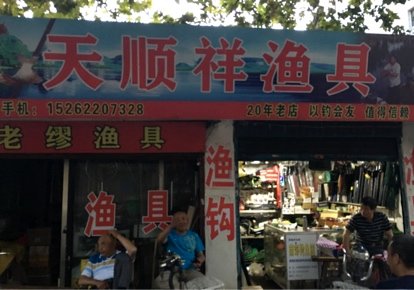 天顺祥渔具
手机：15262207328
20年老店 以钓会友 值得信赖
老缪渔具
渔具
渔钩